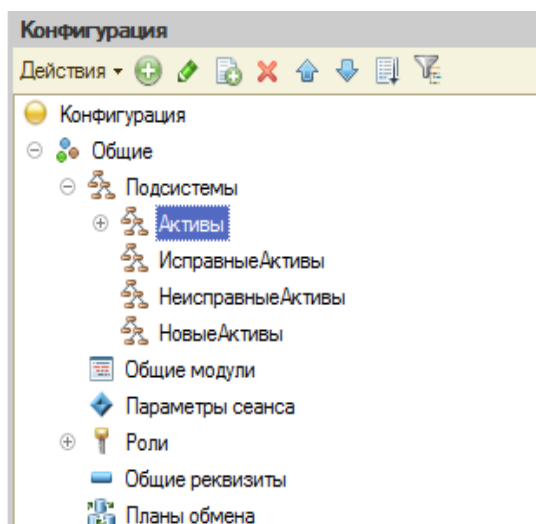 Конфигурация
Действия
Конфигурация
Общие
Подсистемы
Активы
ИсправныеАктивы
НеисправныеАктивы
НовыеАктивы
Общие модули
Параметры сеанса
Роли
Общие реквизиты
Планы обмена